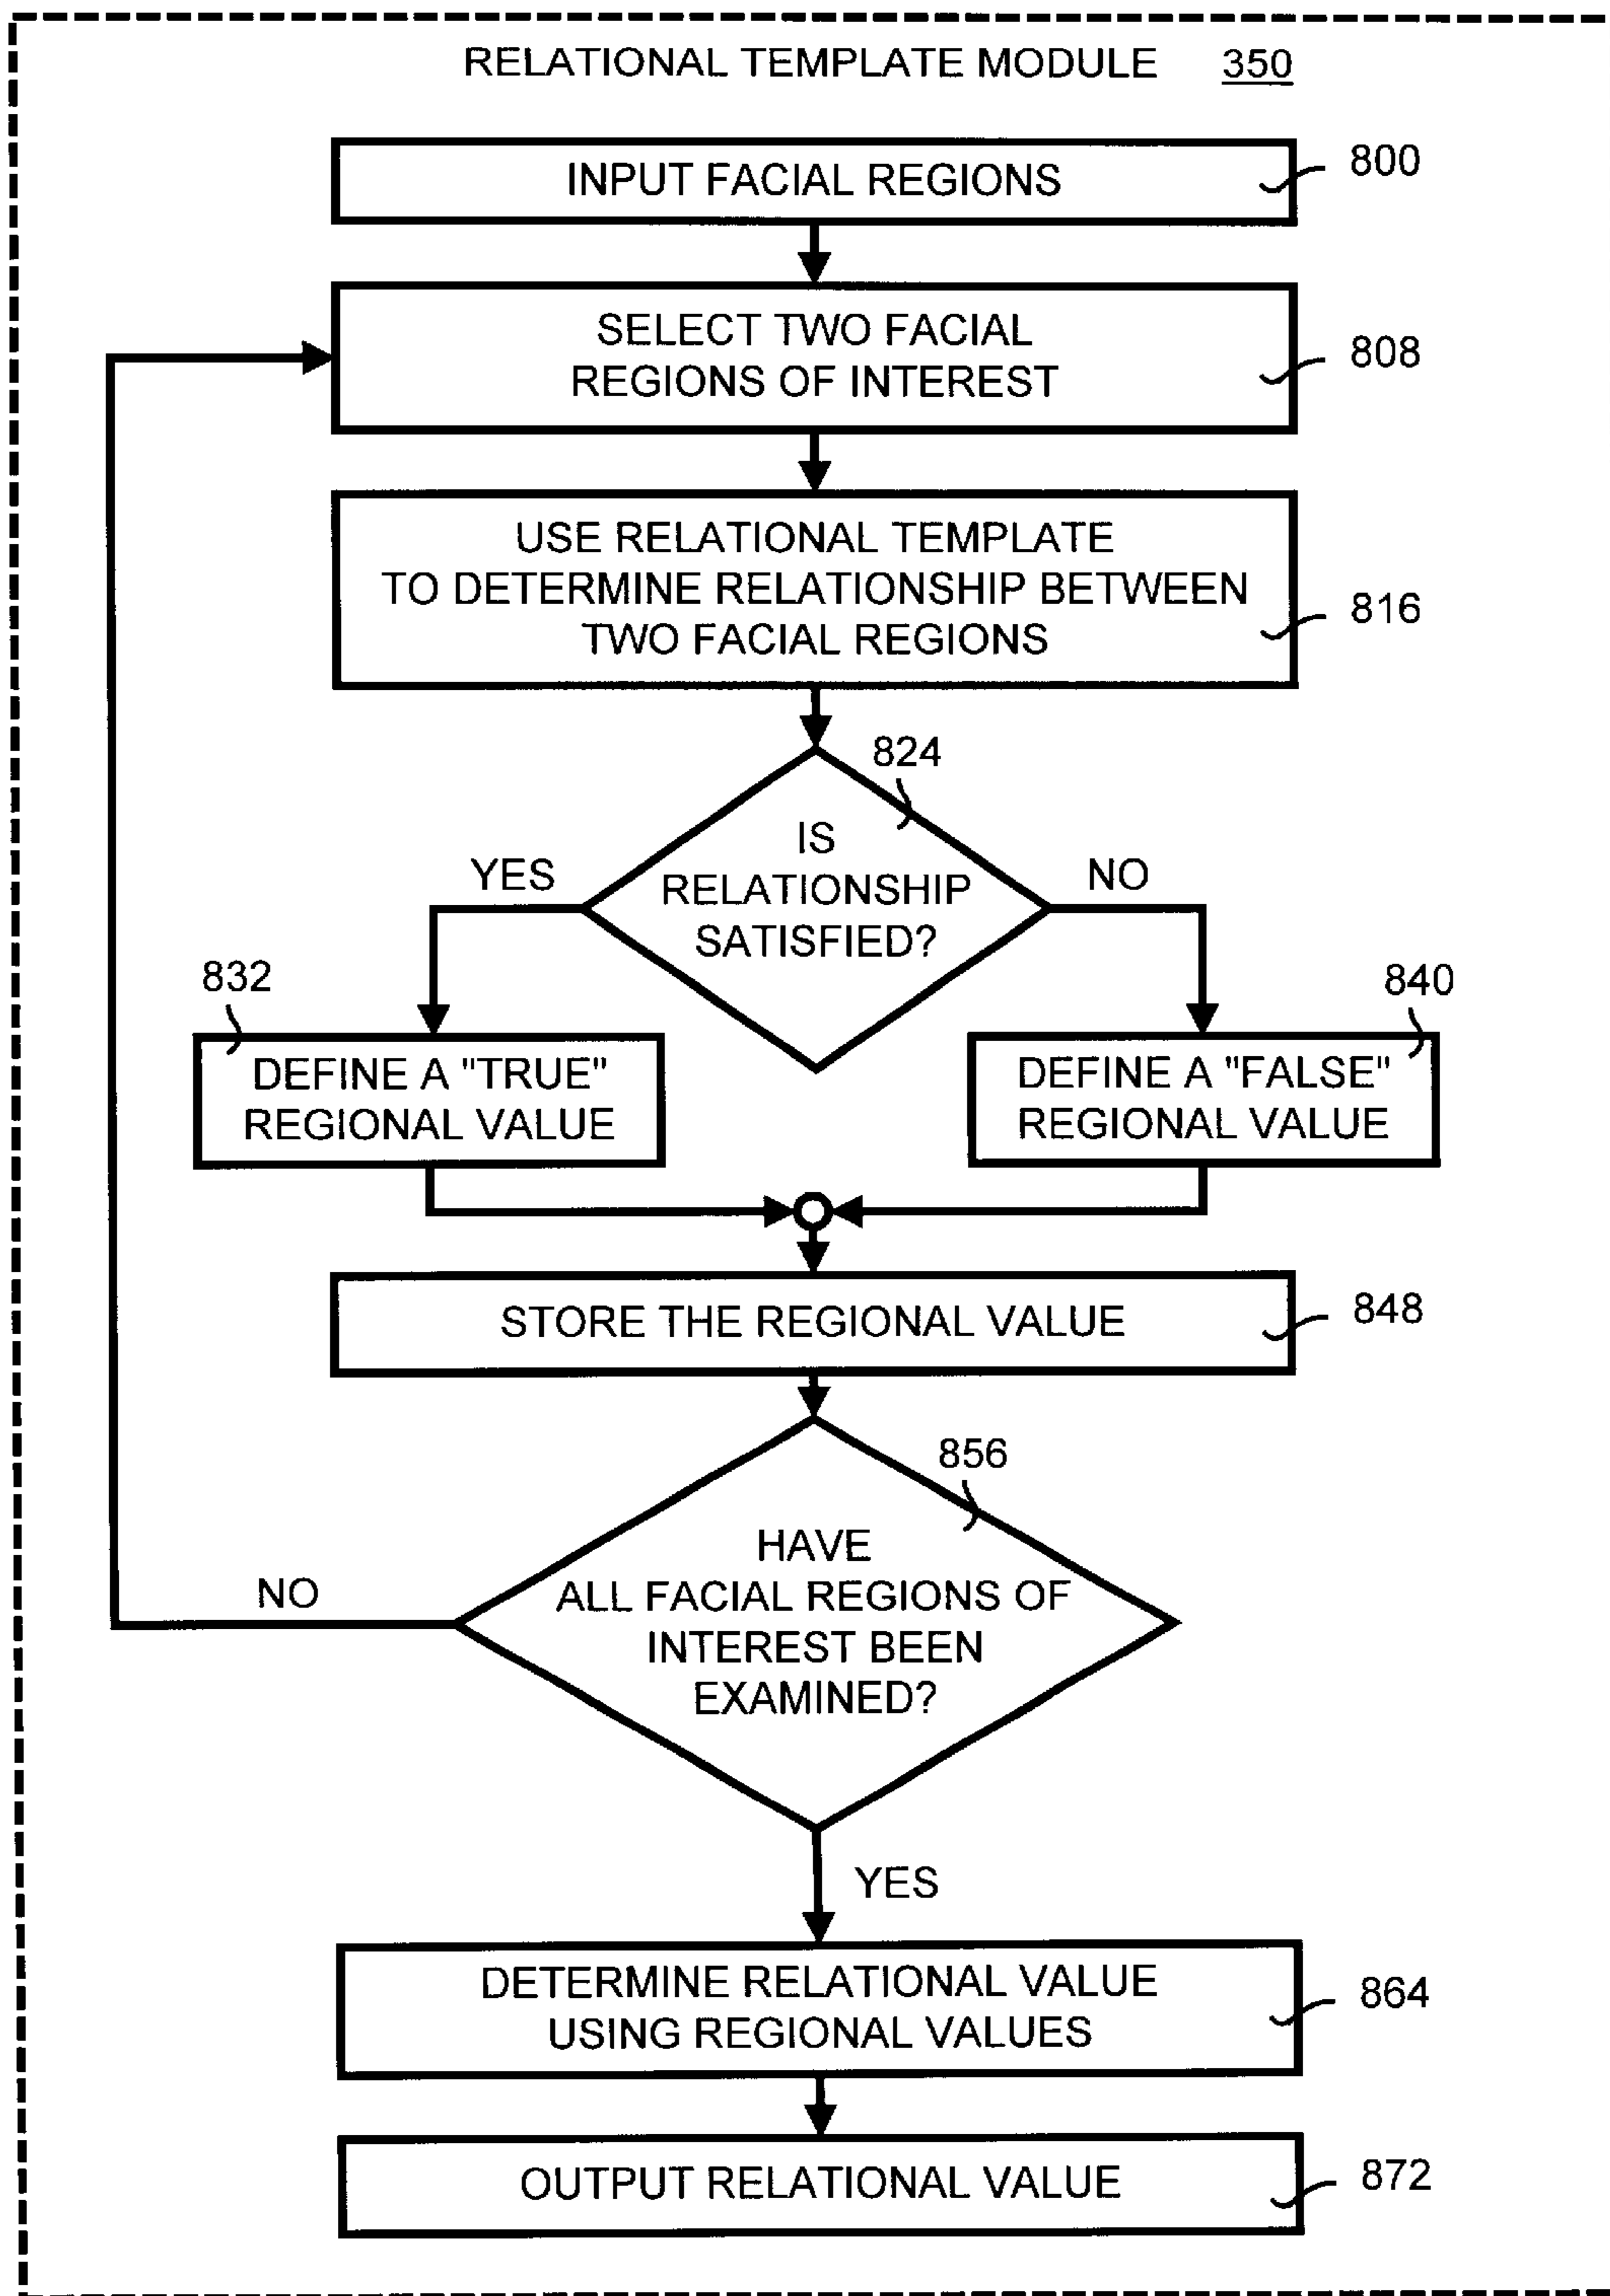 RELATIONAL TEMPLATE MODULE 350
INPUT FACIAL REGIONS
800
SELECT TWO FACIAL
REGIONS OF INTEREST
808
USE RELATIONAL TEMPLATE
TO DETERMINE RELATIONSHIP BETWEEN
TWO FACIAL REGIONS
816
824
IS
RELATIONSHIP
SATISFIED?
YES
NO
832
DEFINE A "TRUE"
REGIONAL VALUE
840
DEFINE A "FALSE"
REGIONAL VALUE
STORE THE REGIONAL VALUE
848
856
HAVE
ALL FACIAL REGIONS OF
INTEREST BEEN
EXAMINED?
NO
YES
DETERMINE RELATIONAL VALUE
USING REGIONAL VALUES
864
OUTPUT RELATIONAL VALUE
872